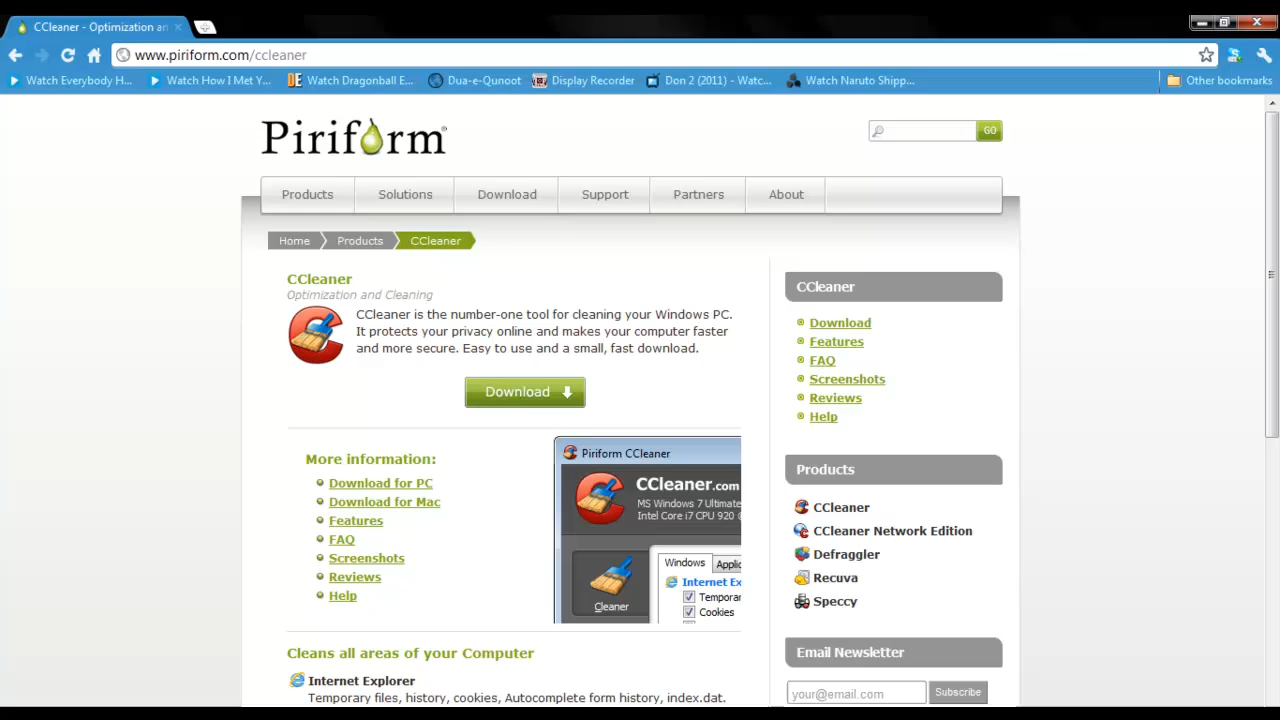 CCleaner - Optimization an
www.piriform.com/ccleaner
Watch Everybody H...
Watch How I Met Y...
Watch Dragonball E...
Dua-e-Qunoot
Display Recorder
Don 2 (2011) - Watc...
Watch Naruto Shipp...
Other bookmarks
Piriform
GO
Products
Solutions
Download
Support
Partners
About
Home
Products
CCleaner
CCleaner
Optimization and Cleaning
CCleaner is the number-one tool for cleaning your Windows PC.
It protects your privacy online and makes your computer faster
and more secure. Easy to use and a small, fast download.
Download
More information:
Download for PC
Download for Mac
Features
FAQ
Screenshots
Reviews
Help
Piriform CCleaner
CCleaner.com
MS Windows 7 Ultimate
Intel Core i7 CPU 920
Cleaner
Windows
Applic
Internet Ex
Temporar
Cookies
Cleans all areas of your Computer
Internet Explorer
Temporary files, history, cookies, Autocomplete form history, index.dat.
CCleaner
Download
Features
FAQ
Screenshots
Reviews
Help
Products
CCleaner
CCleaner Network Edition
Defraggler
Recuva
Speccy
Email Newsletter
your@email.com
Subscribe